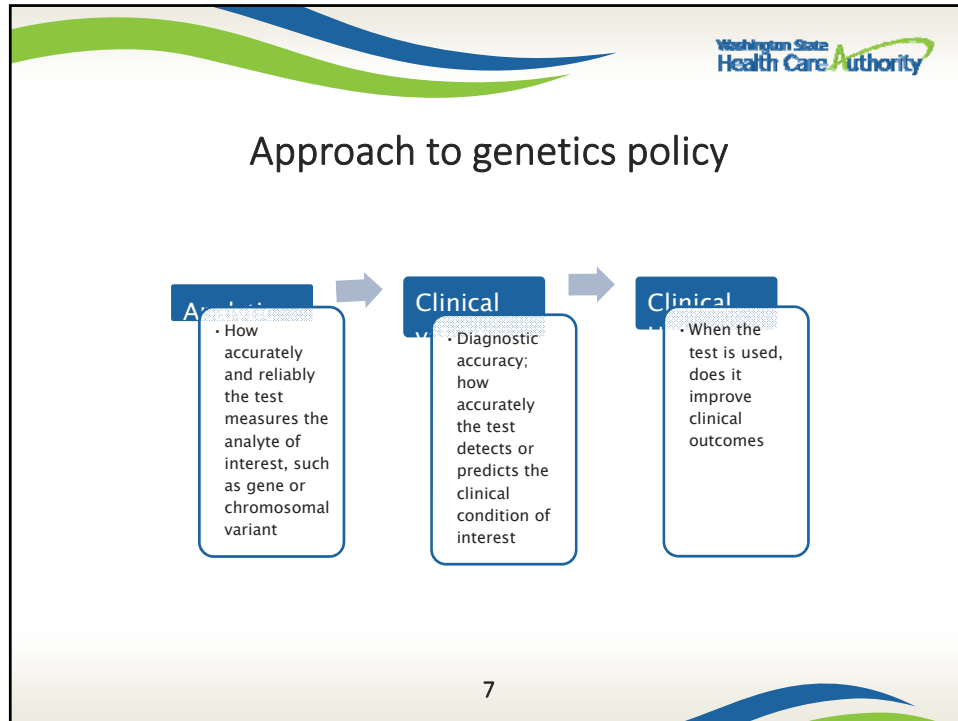 Washington State
Health Care Authority
Approach to genetics policy
Clinical
Clinical
· How
accurately
and reliably
the test
measures the
analyte of
interest, such
as gene or
chromosomal
variant
· Diagnostic
accuracy;
how
accurately
the test
detects or
predicts the
clinical
condition of
interest
· When the
test is used,
does it
improve
clinical
outcomes
7